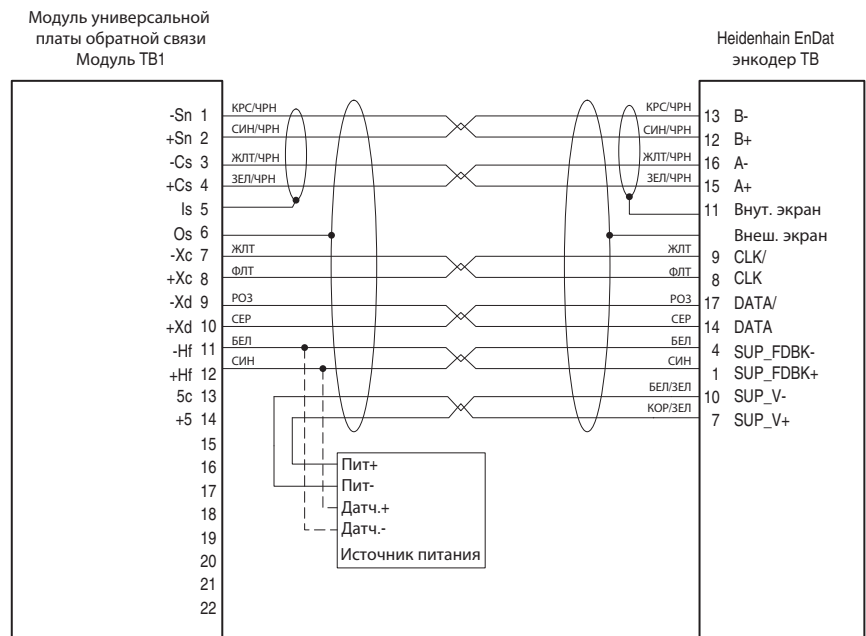 Модуль универсальной
платы обратной связи
Модуль TB1
Heidenhain EnDat
энкодер TB
-Sn 1 КРС/ЧРН КРС/ЧРН 13 B-
+Sn 2 СИН/ЧРН СИН/ЧРН 12 B+
-Cs 3 ЖЛТ/ЧРН ЖЛТ/ЧРН 16 A-
+Cs 4 ЗЕЛ/ЧРН ЗЕЛ/ЧРН 15 A+
Is 5 11 Внут. экран
Os 6 Внеш. экран
-Xc 7 ЖЛТ ЖЛТ 9 CLK/
+Xc 8 ФЛТ ФЛТ 8 CLK
-Xd 9 РОЗ РОЗ 17 DATA/
+Xd 10 СЕР СЕР 14 DATA
-Hf 11 БЕЛ БЕЛ 4 SUP_FDBK-
+Hf 12 СИН СИН 1 SUP_FDBK+
5c 13 БЕЛ/ЗЕЛ 10 SUP_V-
+5 14 КОР/ЗЕЛ 7 SUP_V+
15
16 Пит+
17 Пит-
18 Датч.+
19 Датч.-
20 Источник питания
21
22